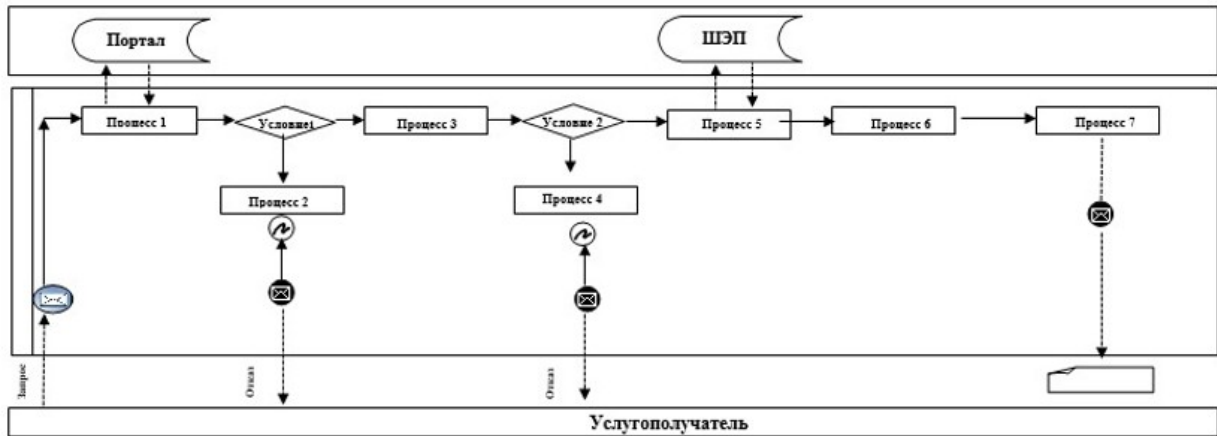 Портал
ШЭП
Процесс 1
Условие1
Процесс 3
Условие 2
Процесс 5
Процесс 6
Процесс 7
Процесс 2
Процесс 4
Запрос
Отказ
Отказ
Услугополучатель